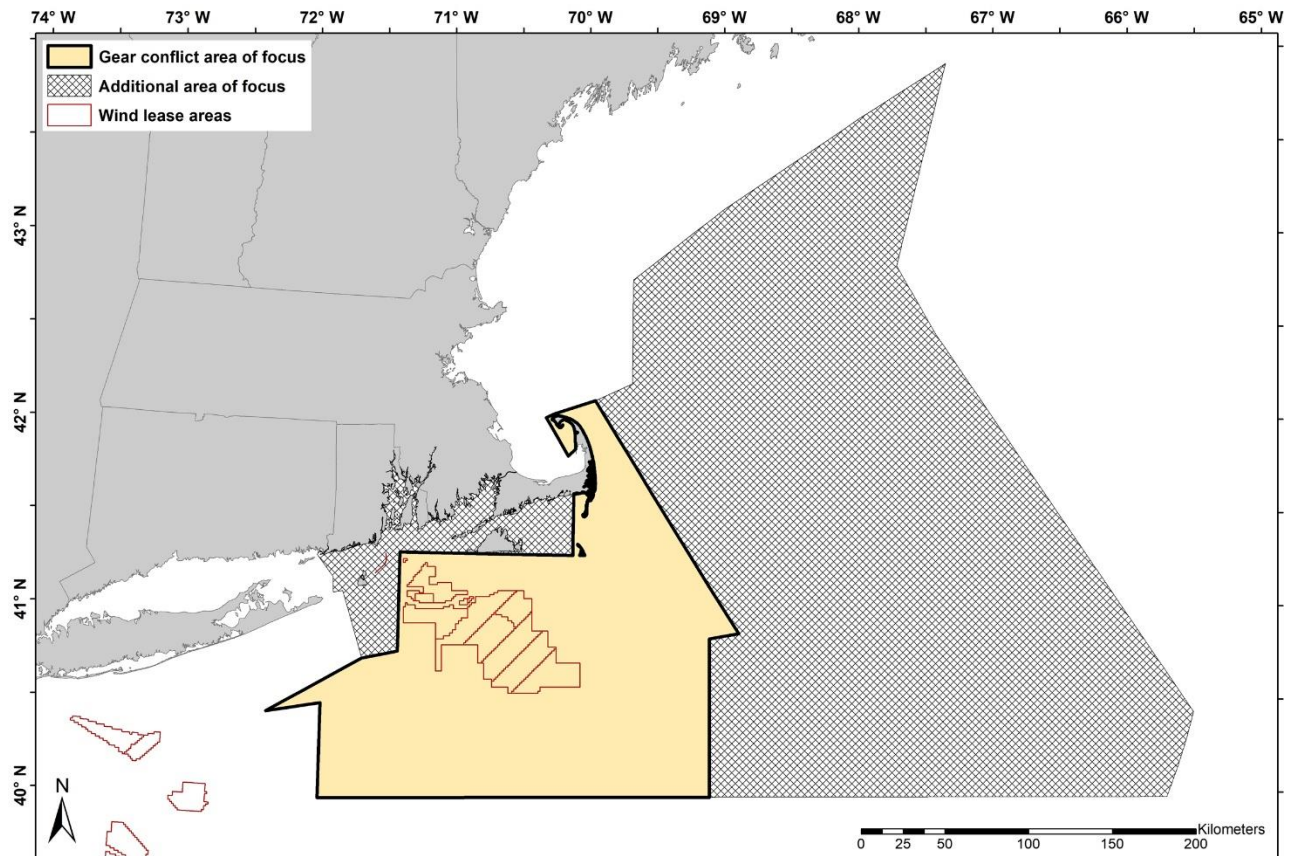 74° W 73° W 72° W 71° W 70° W 69° W 68° W 67° W 66° W 65° W
Gear conflict area of focus
Additional area of focus
Wind lease areas
43° N
42° N
41° N
40° N
N
Kilometers
0 25 50 100 150 200